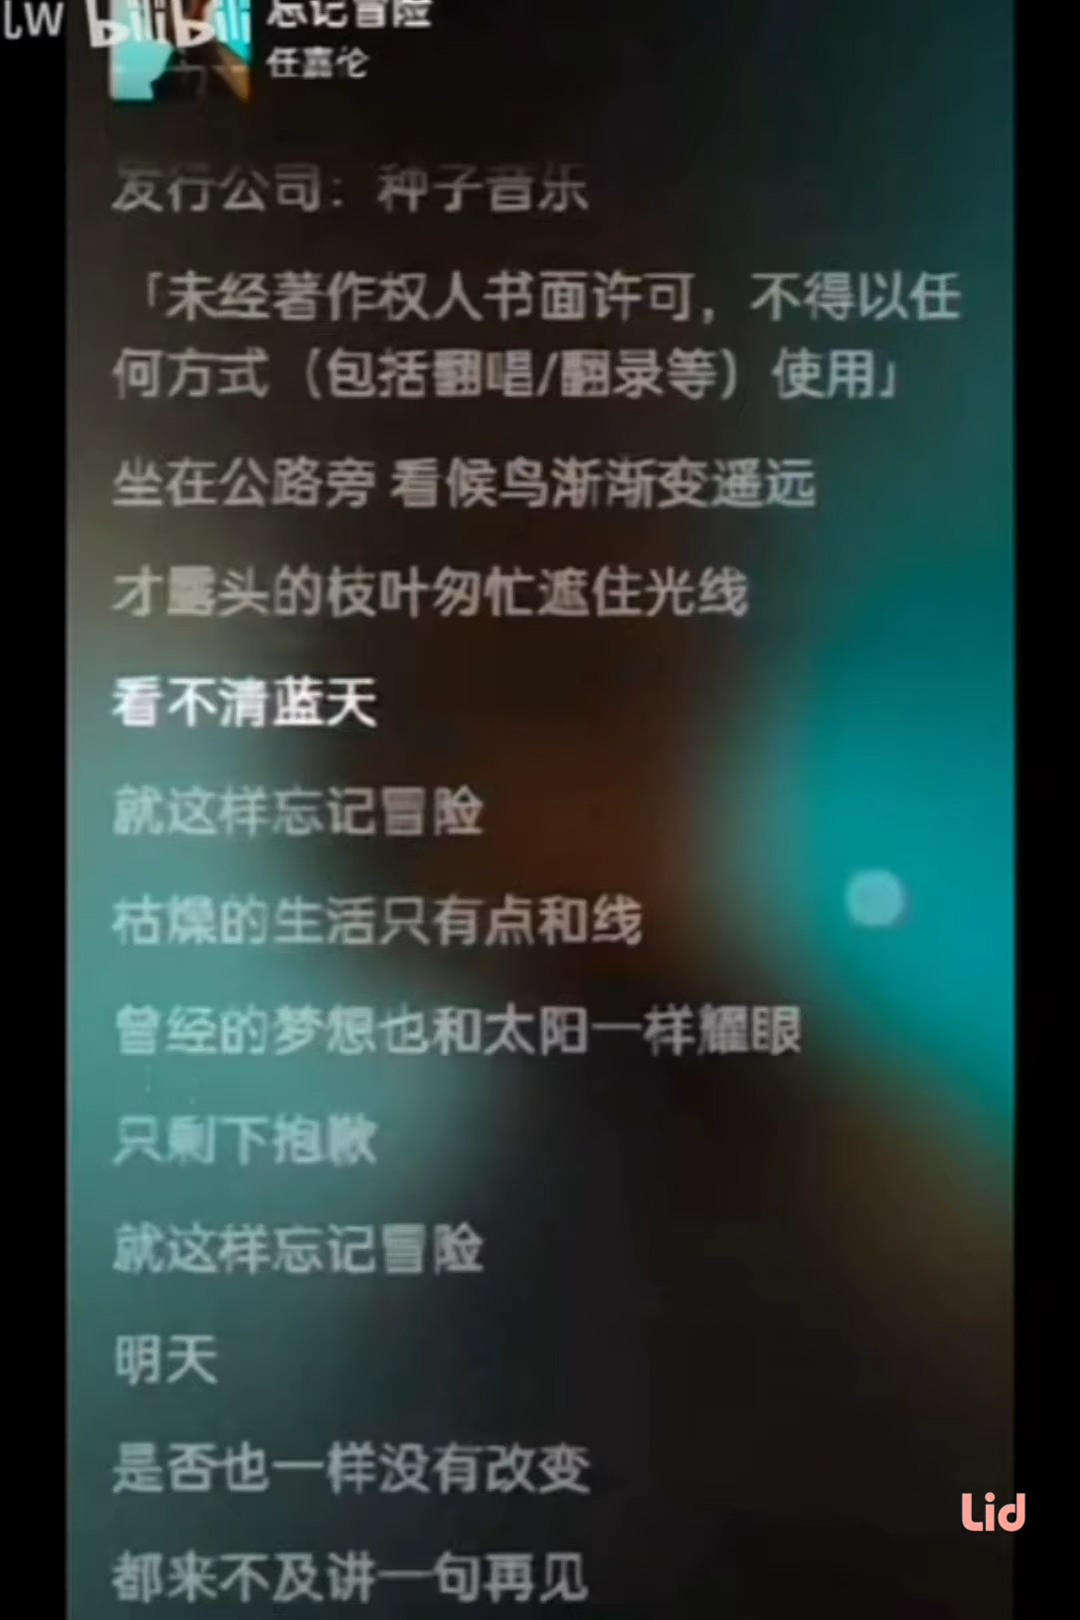 LW bilibili
忘记冒险
任嘉伦
发行公司：种子音乐
「未经著作权人书面许可，不得以任
何方式（包括翻唱/翻录等）使用」
坐在公路旁 看候鸟渐渐变遥远
才露头的枝叶匆忙遮住光线
看不清蓝天
就这样忘记冒险
枯燥的生活只有点和线
曾经的梦想也和太阳一样耀眼
只剩下抱歉
就这样忘记冒险
明天
是否也一样没有改变
都来不及讲一句再见
Lid